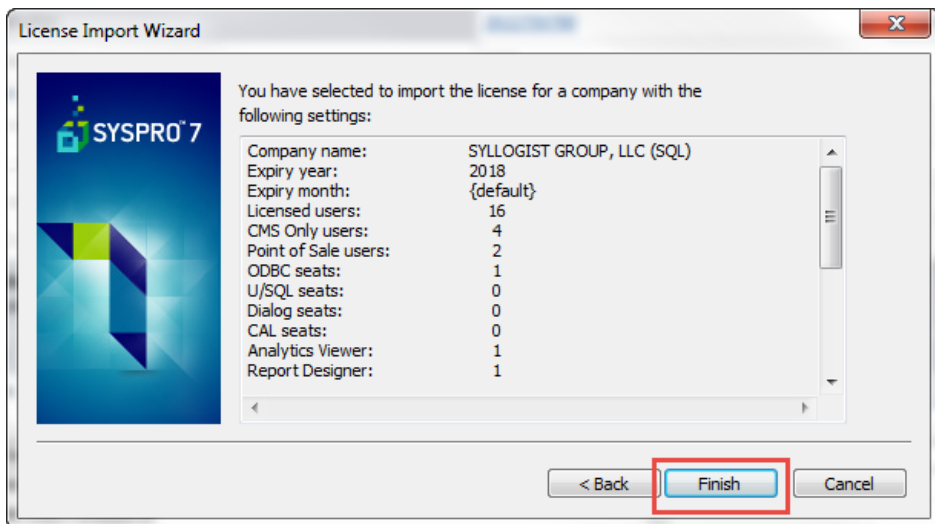 License Import Wizard
SYSPRO™ 7
You have selected to import the license for a company with the
following settings:
Company name: SYLLOGIST GROUP, LLC (SQL)
Expiry year: 2018
Expiry month: {default}
Licensed users: 16
CMS Only users: 4
Point of Sale users: 2
ODBC seats: 1
U/SQL seats: 0
Dialog seats: 0
CAL seats: 0
Analytics Viewer: 1
Report Designer: 1
< Back Finish Cancel